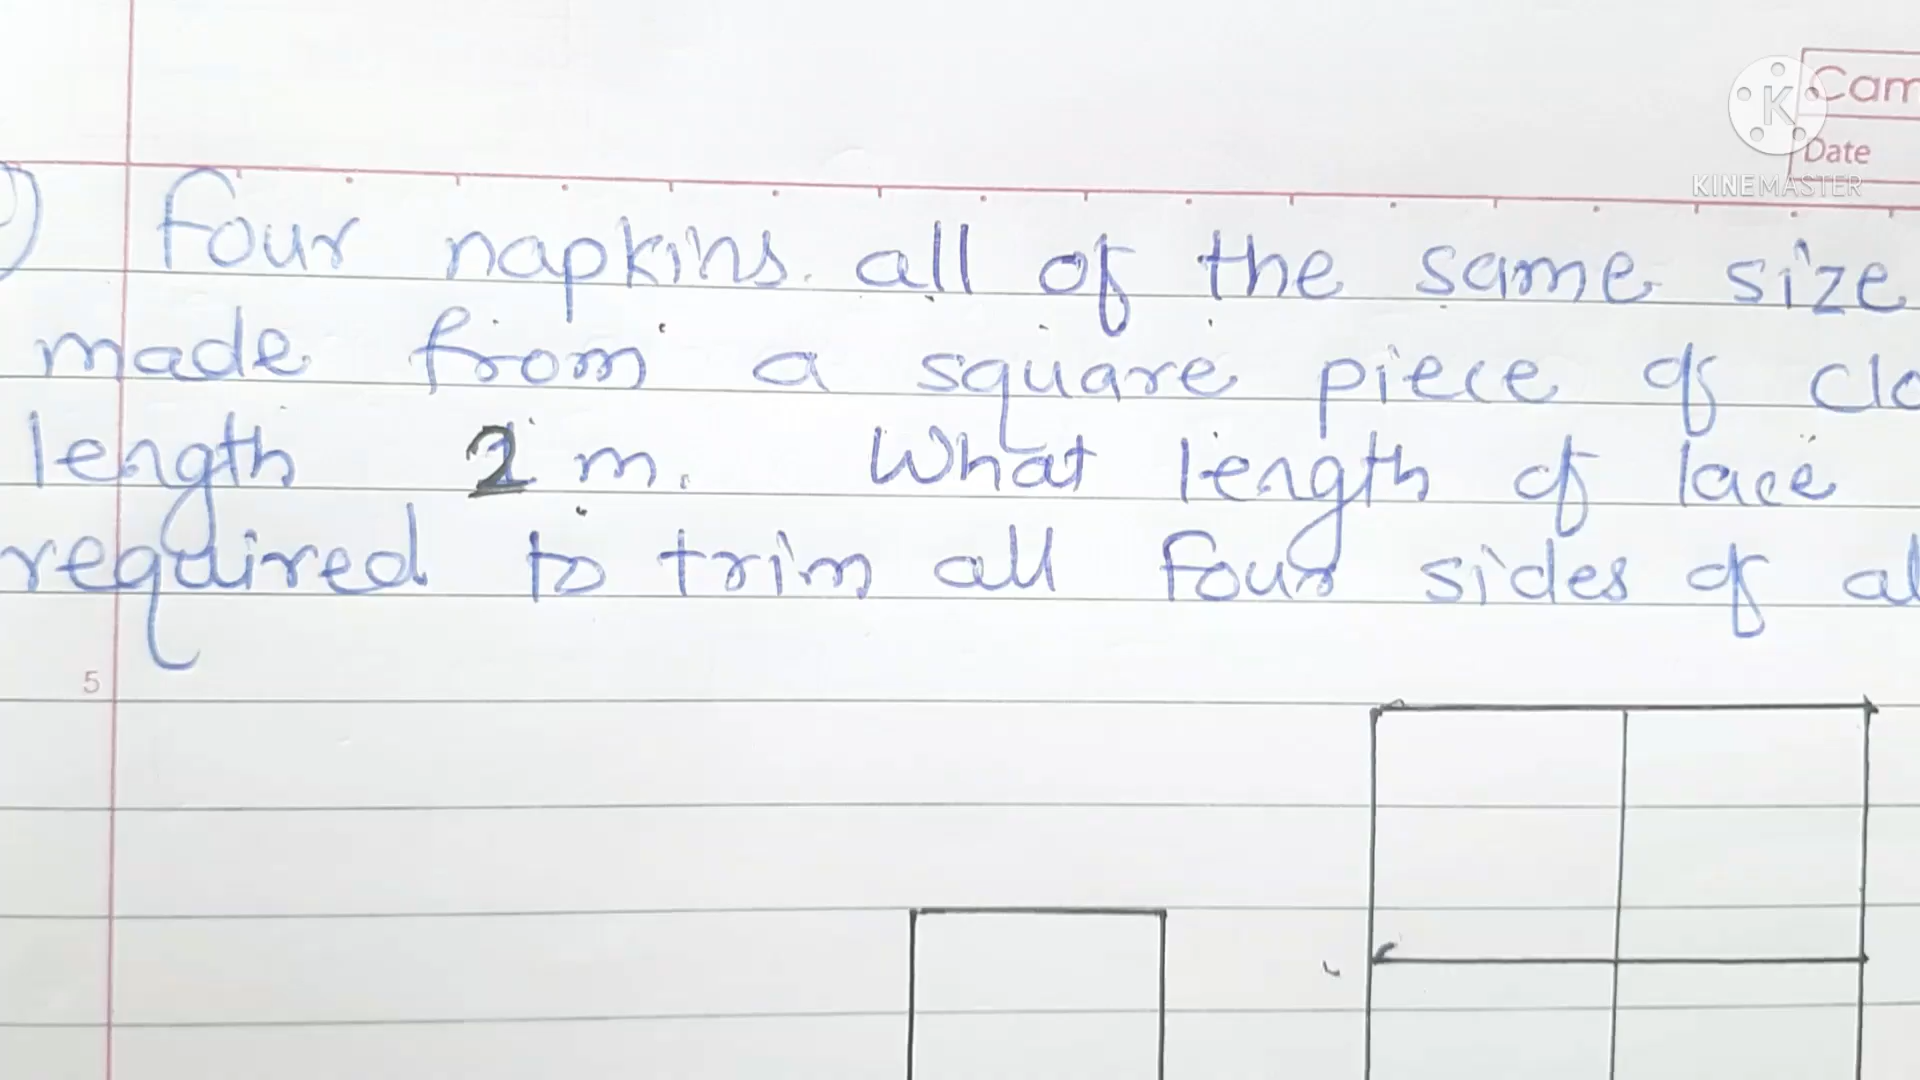 Cam
Date
KINEMASTER
) Four napkins all of the same size
made from a square piece of clo
length 2 m. What length of lace
required to trim all four sides of al
5